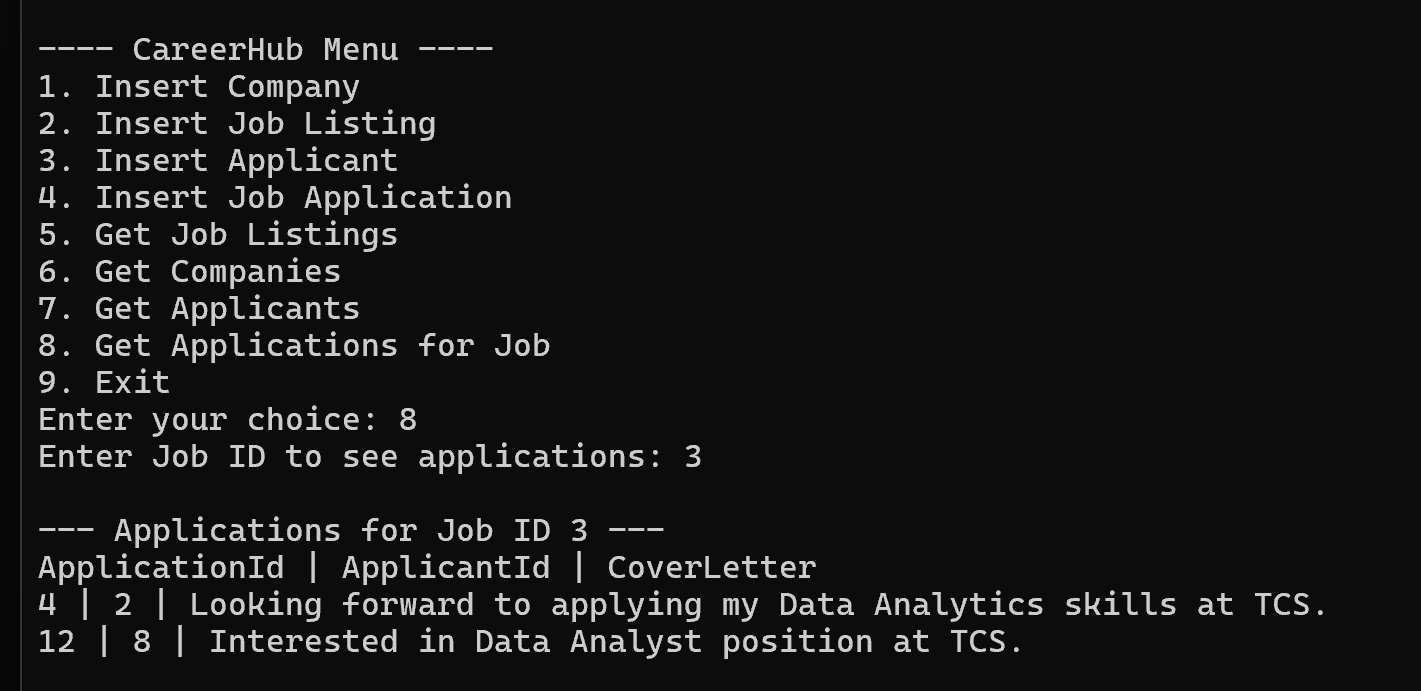 ---- CareerHub Menu ----
1. Insert Company
2. Insert Job Listing
3. Insert Applicant
4. Insert Job Application
5. Get Job Listings
6. Get Companies
7. Get Applicants
8. Get Applications for Job
9. Exit
Enter your choice: 8
Enter Job ID to see applications: 3
--- Applications for Job ID 3 ---
ApplicationId | ApplicantId | CoverLetter
4 | 2 | Looking forward to applying my Data Analytics skills at TCS.
12 | 8 | Interested in Data Analyst position at TCS.